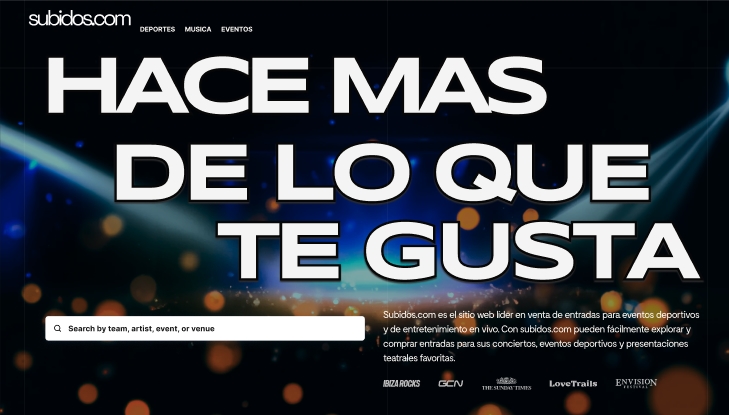 subidos.com
DEPORTES MUSICA EVENTOS
HACE MAS
DE LO QUE
TE GUSTA
Search by team, artist, event, or venue
Subidos.com es el sitio web líder en venta de entradas para eventos deportivos
y de entretenimiento en vivo. Con subidos.com pueden fácilmente explorar y
comprar entradas para sus conciertos, eventos deportivos y presentaciones
teatrales favoritas.
IBIZA ROCKS GCN THE SUNDAY TIMES LoveTrails ENVISION
FESTIVAL